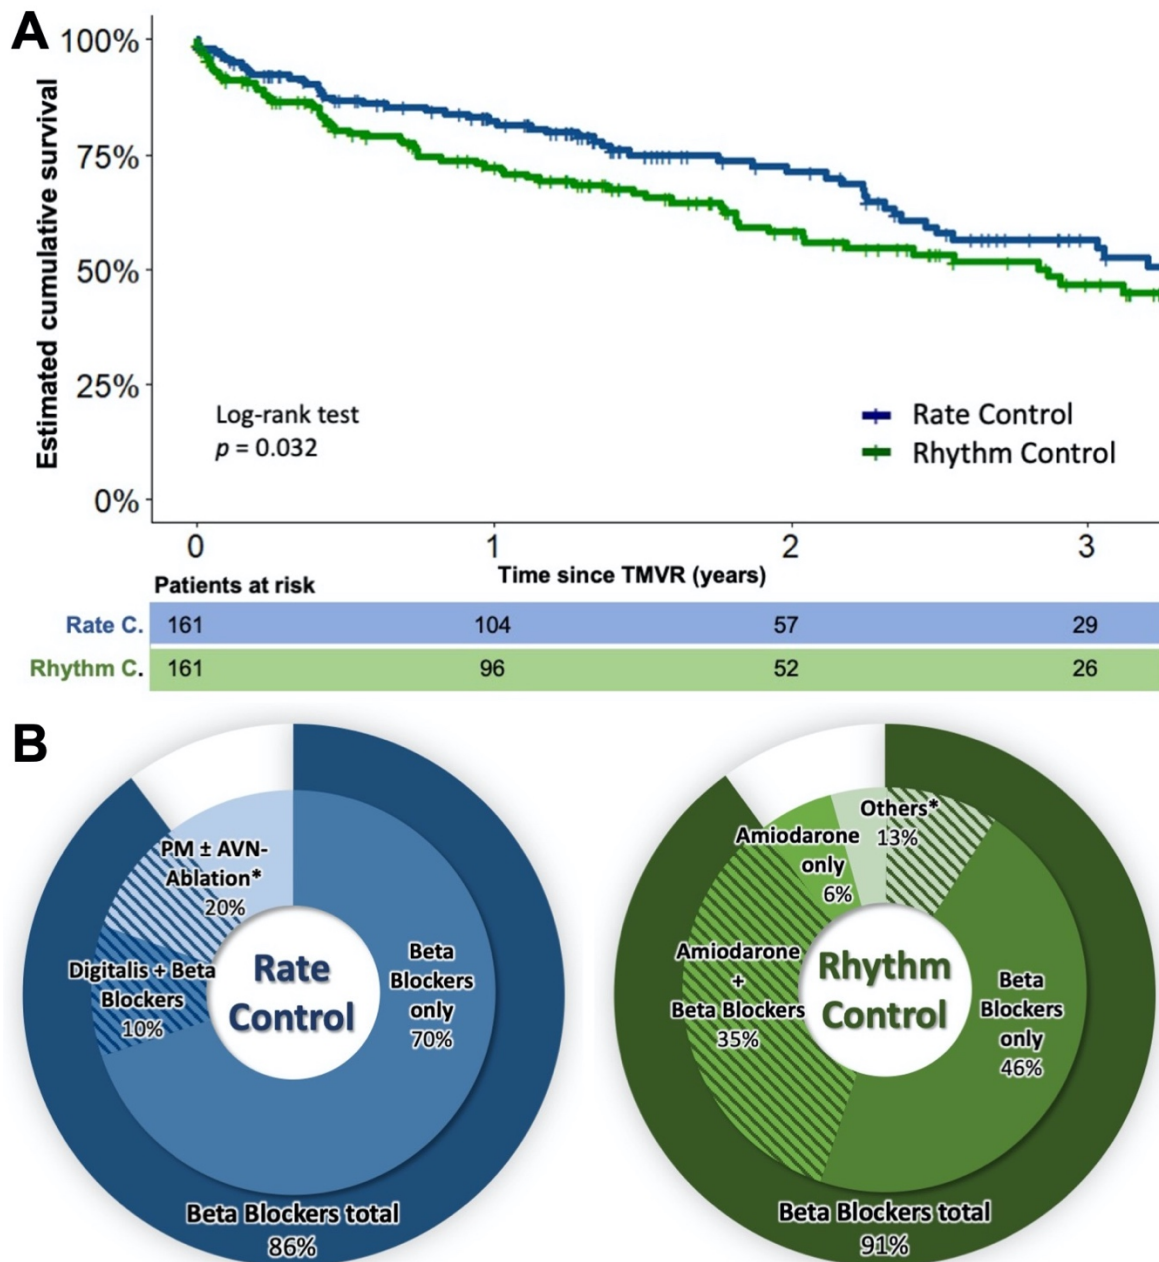 A
100%
75%
50%
25%
0%
Estimated cumulative survival
Log-rank test
p = 0.032
Rate Control
Rhythm Control
0 1 2 3
Time since TMVR (years)
Patients at risk
Rate C. 161 104 57 29
Rhythm C. 161 96 52 26
B
PM ± AVN-
Ablation*
20%
Digitalis + Beta
Blockers
10%
Rate
Control
Beta
Blockers
only
70%
Beta Blockers total
86%
Others*
13%
Amiodarone
only
6%
Amiodarone
+
Beta Blockers
35%
Rhythm
Control
Beta
Blockers
only
46%
Beta Blockers total
91%